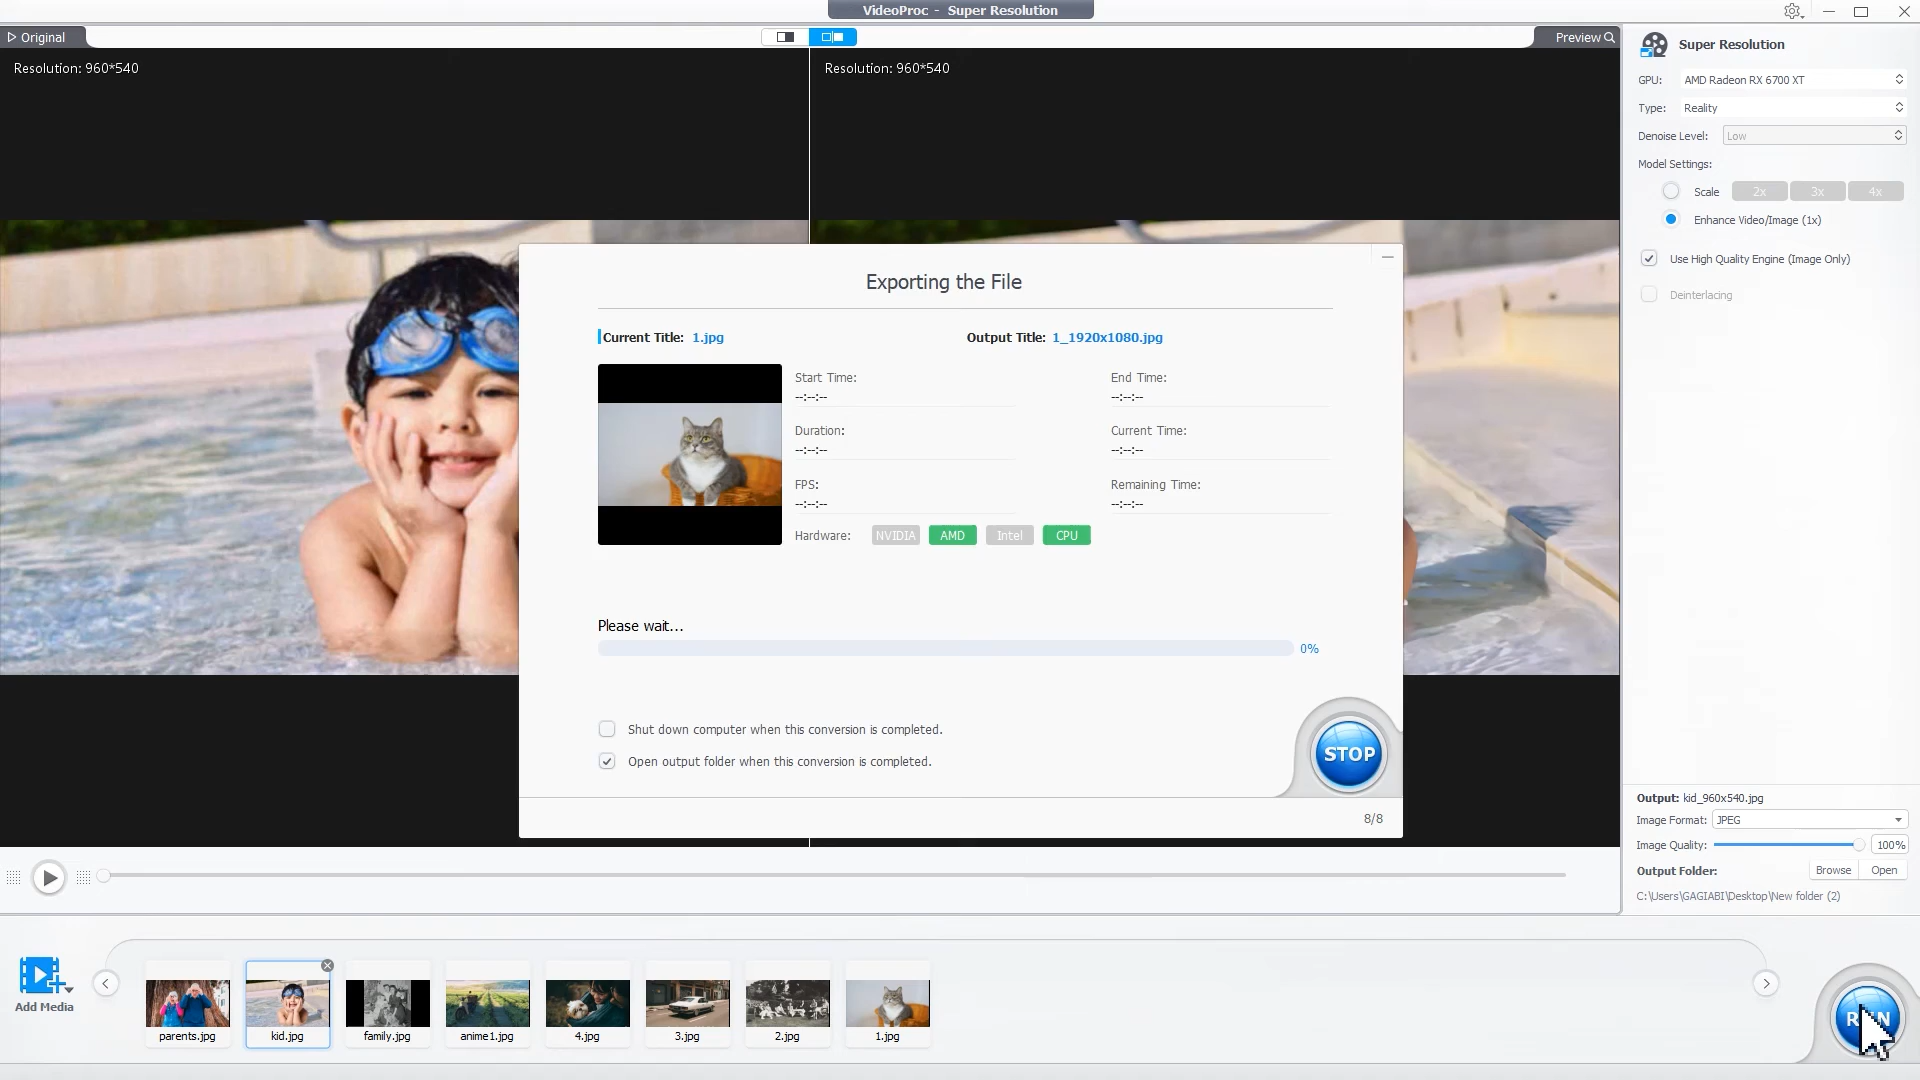 VideoProc - Super Resolution
Original
Preview
Resolution: 960*540
Resolution: 960*540
Super Resolution
GPU: AMD Radeon RX 6700 XT
Type: Reality
Denoise Level: Low
Model Settings:
Scale 2x 3x 4x
Enhance Video/Image (1x)
Use High Quality Engine (Image Only)
Deinterlacing
Exporting the File
Current Title: 1.jpg
Output Title: 1_1920x1080.jpg
Start Time:
--:--:--
End Time:
--:--:--
Duration:
--:--:--
Current Time:
--:--:--
FPS:
--:--:--
Remaining Time:
--:--:--
Hardware: NVIDIA AMD Intel CPU
Please wait...
0%
Shut down computer when this conversion is completed.
Open output folder when this conversion is completed.
STOP
8/8
Output: kid_960x540.jpg
Image Format: JPEG
Image Quality: 100%
Output Folder: Browse Open
C:\Users\GAGIABI\Desktop\New folder (2)
Add Media
parents.jpg
kid.jpg
family.jpg
anime1.jpg
4.jpg
3.jpg
2.jpg
1.jpg